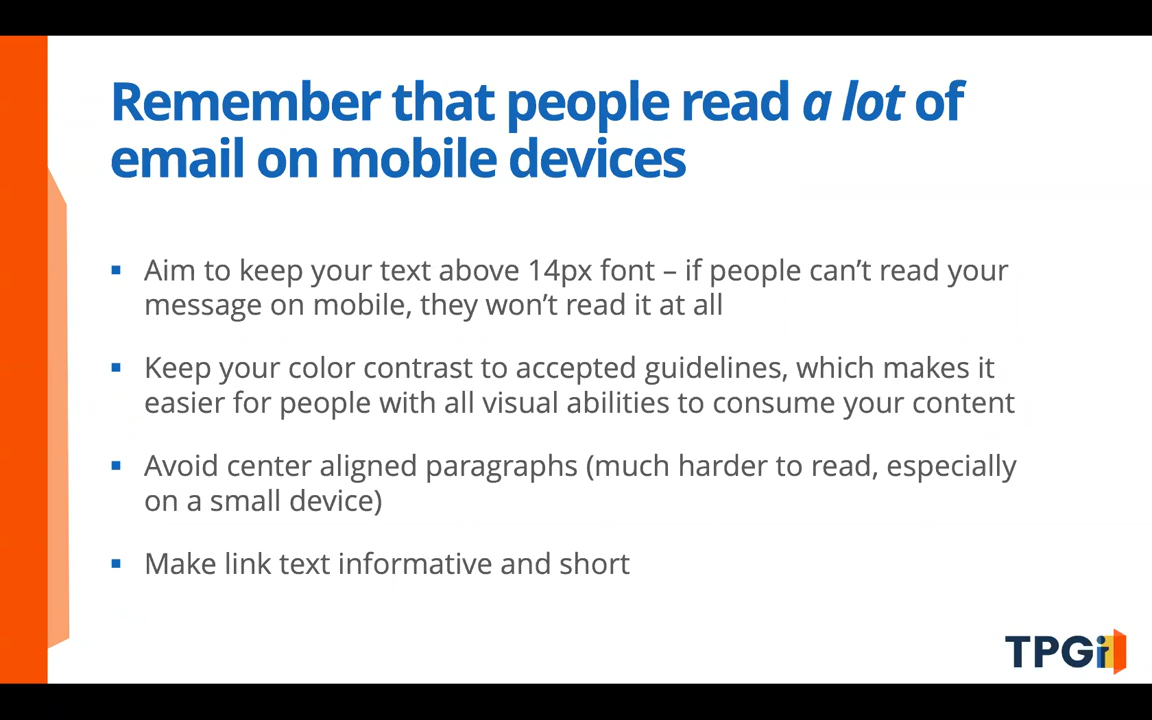 Remember that people read a lot of
email on mobile devices
▪ Aim to keep your text above 14px font – if people can’t read your
message on mobile, they won’t read it at all
▪ Keep your color contrast to accepted guidelines, which makes it
easier for people with all visual abilities to consume your content
▪ Avoid center aligned paragraphs (much harder to read, especially
on a small device)
▪ Make link text informative and short
TPGi